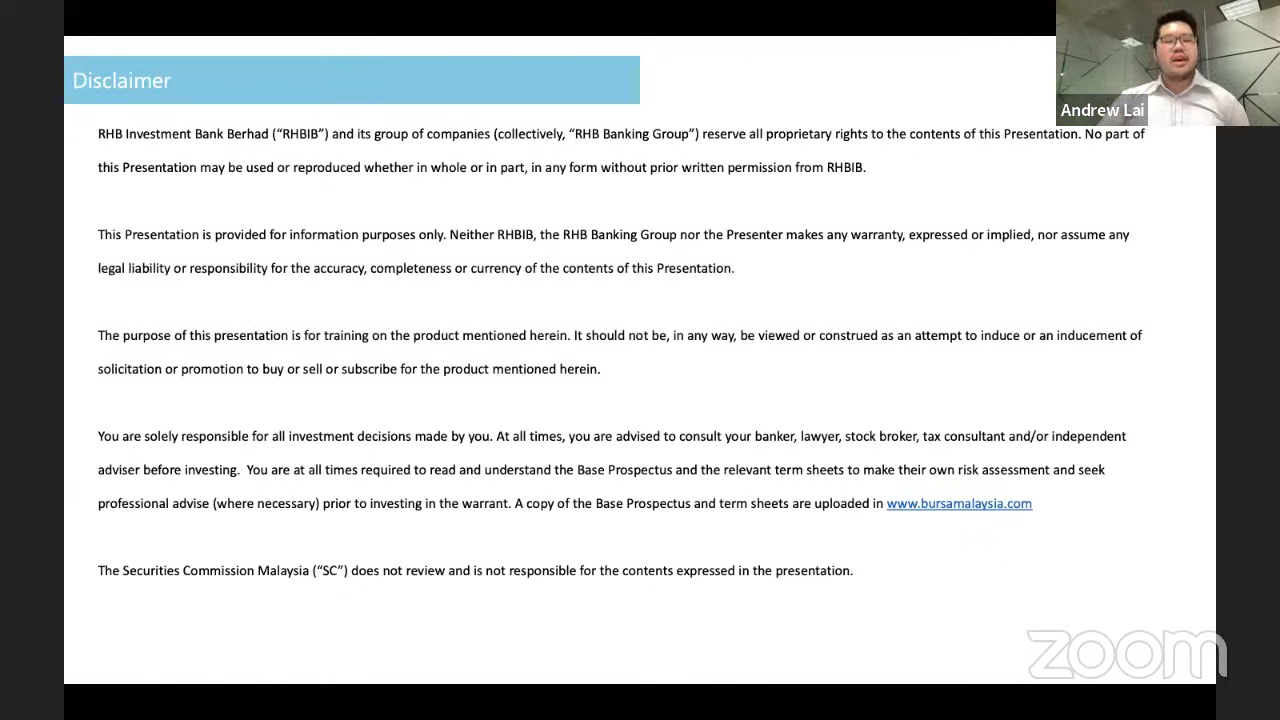 Disclaimer
Andrew Lai
RHB Investment Bank Berhad (“RHBIB”) and its group of companies (collectively, “RHB Banking Group”) reserve all proprietary rights to the contents of this Presentation. No part of
this Presentation may be used or reproduced whether in whole or in part, in any form without prior written permission from RHBIB.
This Presentation is provided for information purposes only. Neither RHBIB, the RHB Banking Group nor the Presenter makes any warranty, expressed or implied, nor assume any
legal liability or responsibility for the accuracy, completeness or currency of the contents of this Presentation.
The purpose of this presentation is for training on the product mentioned herein. It should not be, in any way, be viewed or construed as an attempt to induce or an inducement of
solicitation or promotion to buy or sell or subscribe for the product mentioned herein.
You are solely responsible for all investment decisions made by you. At all times, you are advised to consult your banker, lawyer, stock broker, tax consultant and/or independent
adviser before investing.  You are at all times required to read and understand the Base Prospectus and the relevant term sheets to make their own risk assessment and seek
professional advise (where necessary) prior to investing in the warrant. A copy of the Base Prospectus and term sheets are uploaded in www.bursamalaysia.com
The Securities Commission Malaysia (“SC”) does not review and is not responsible for the contents expressed in the presentation.
zoom